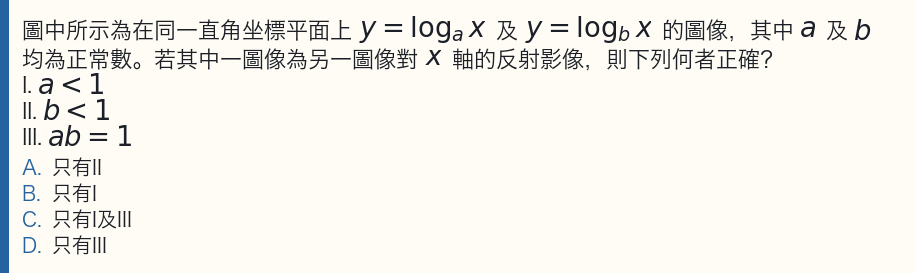 圖中所示為在同一直角坐標平面上 y = log_a x 及 y = log_b x 的圖像，其中 a 及 b
均為正常數。若其中一圖像為另一圖像對 x 軸的反射影像，則下列何者正確？
I. a < 1
II. b < 1
III. ab = 1
A. 只有II
B. 只有I
C. 只有I及III
D. 只有III